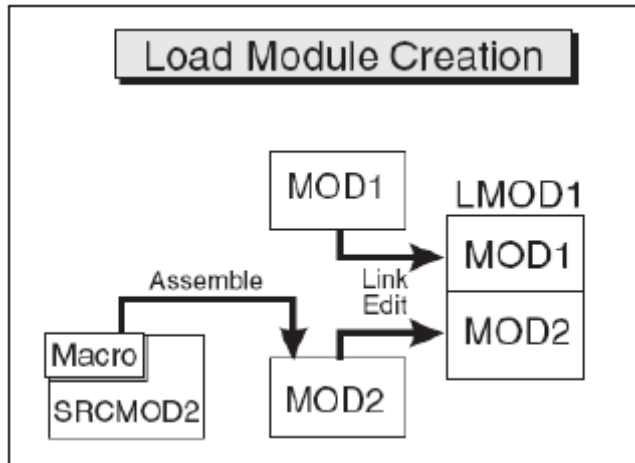 Load Module Creation
MOD1
LMOD1
MOD1
Link
Edit
MOD2
Assemble
Macro
SRCMOD2
MOD2